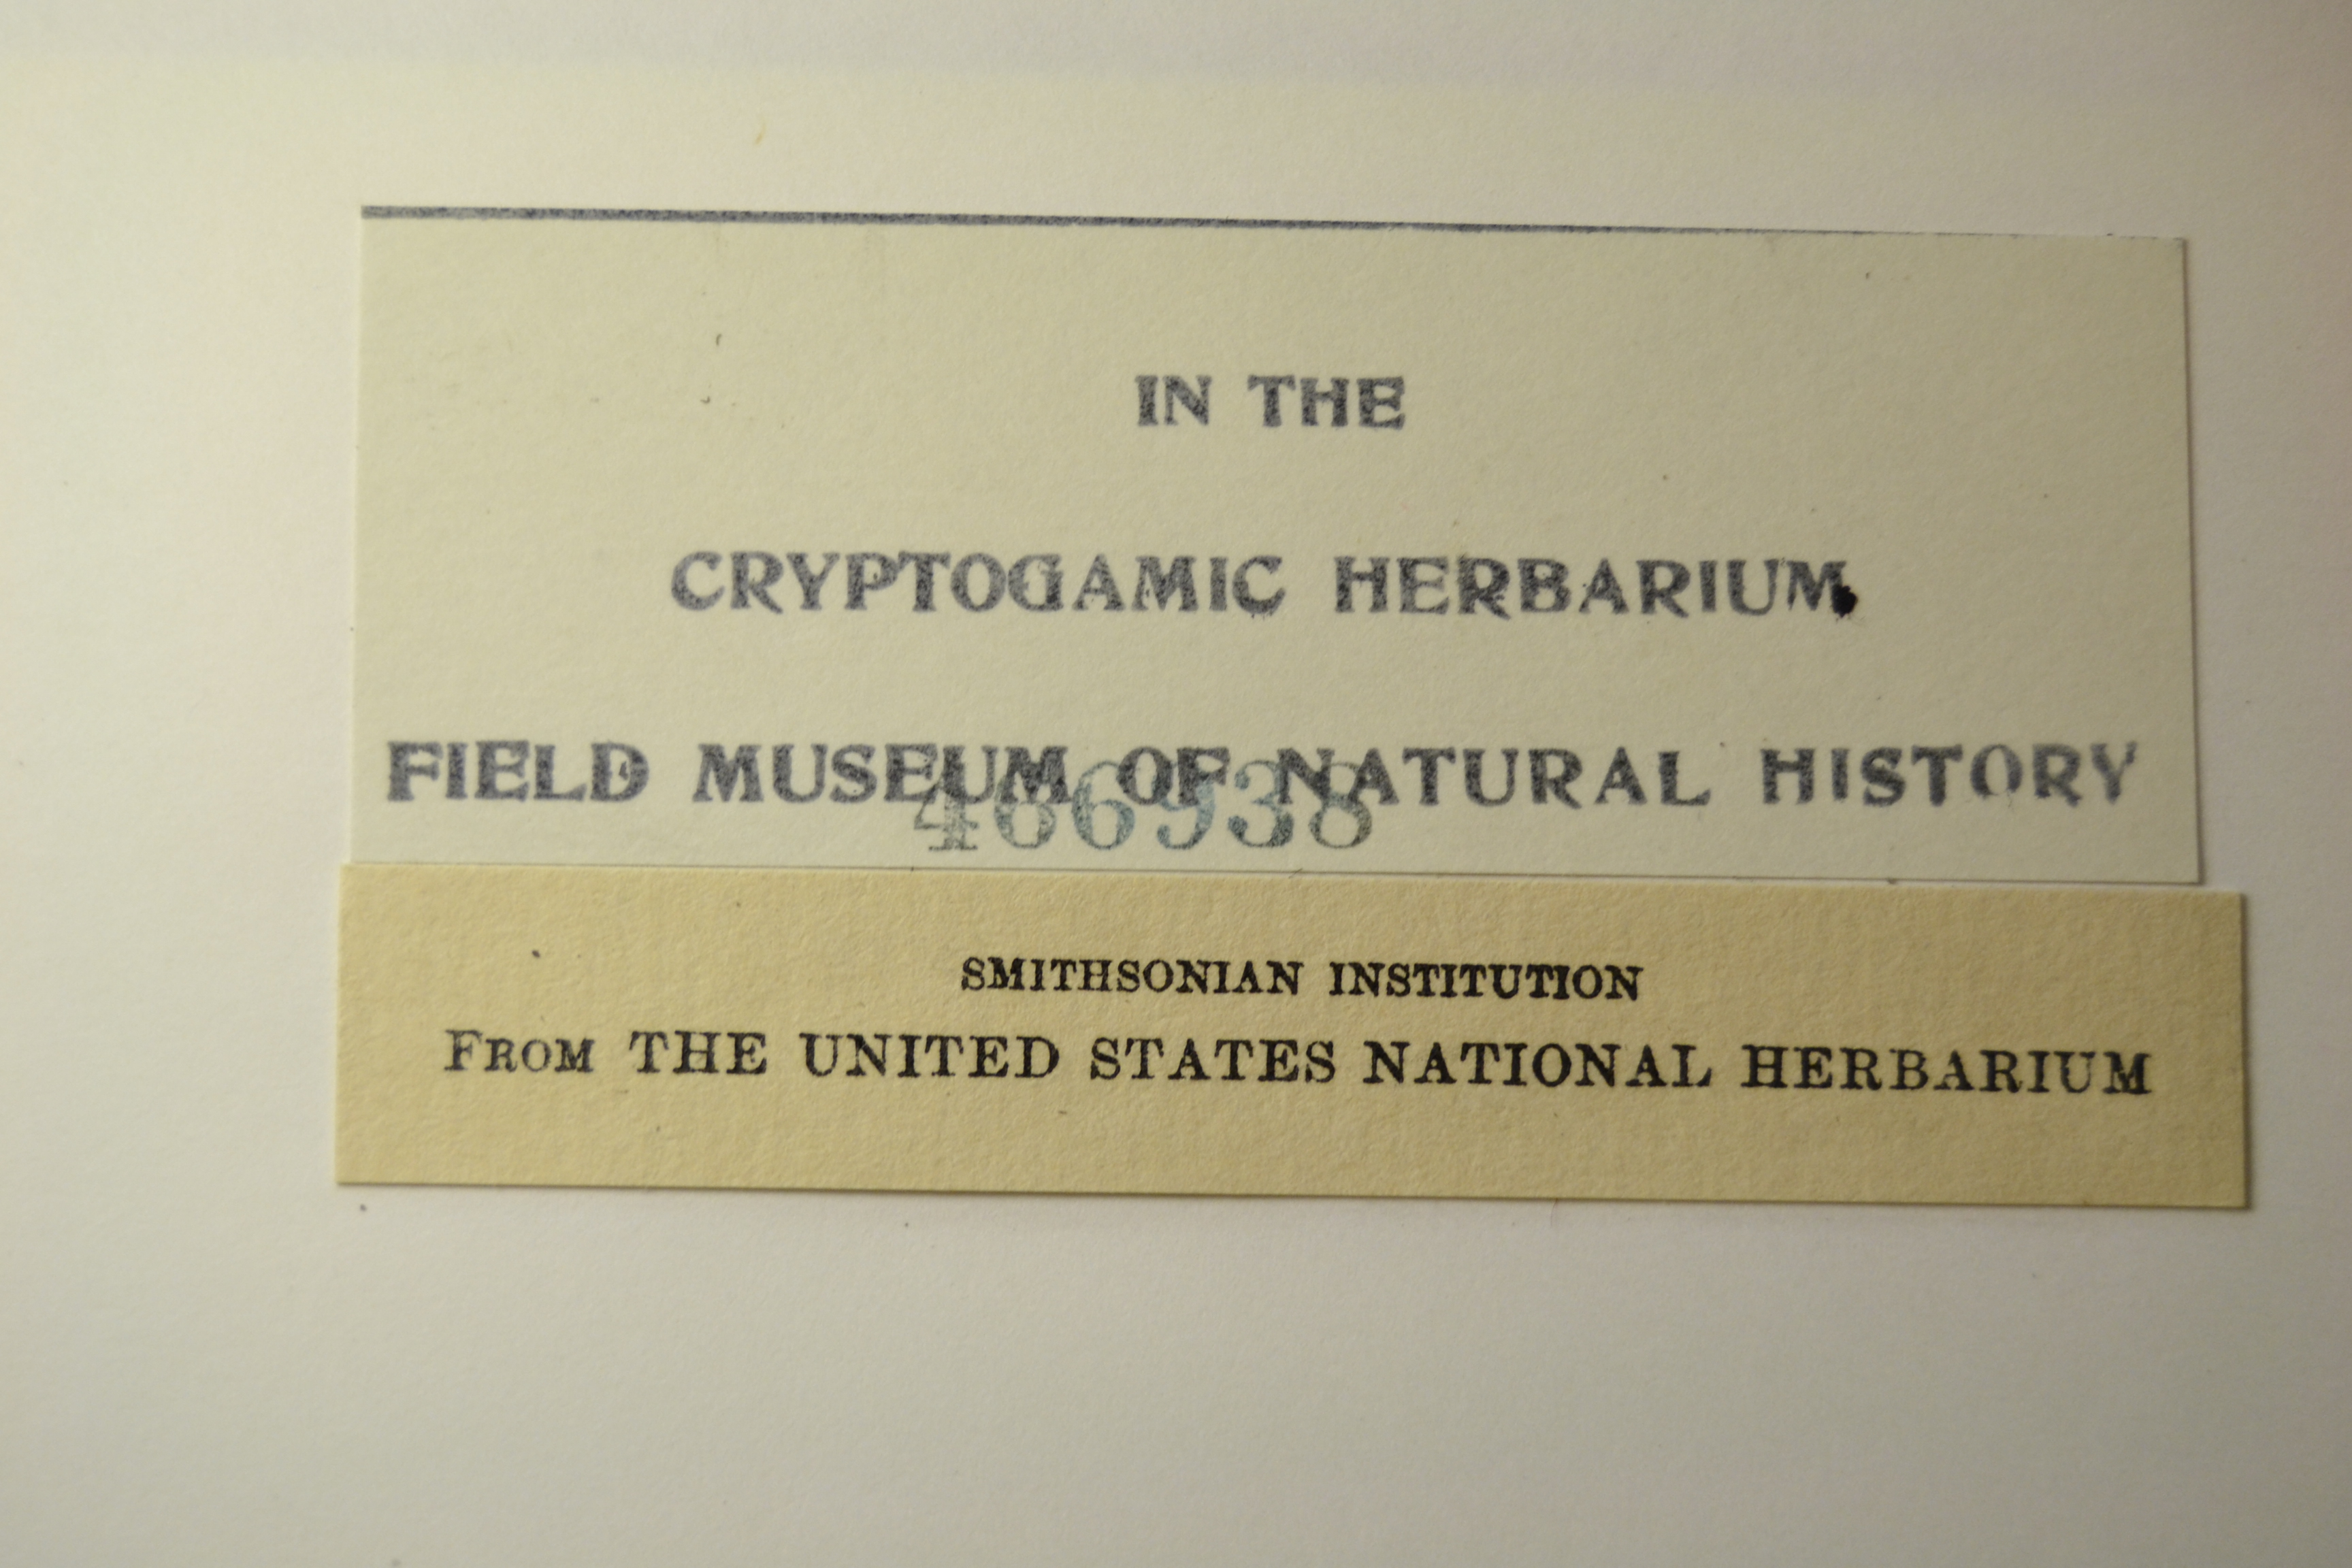 IN THE
CRYPTOGAMIC HERBARIUM
FIELD MUSEUM OF NATURAL HISTORY
466938
SMITHSONIAN INSTITUTION
FROM THE UNITED STATES NATIONAL HERBARIUM